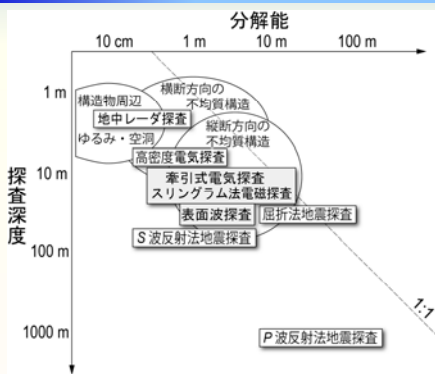 分解能
10 cm
1 m
10 m
100 m
探査深度
1 m
10 m
100 m
1000 m
構造物周辺
ゆるみ・空洞
横断方向の
不均質構造
地中レーダ探査
縦断方向の
不均質構造
高密度電気探査
牽引式電気探査
スリングラム法電磁探査
表面波探査
屈折法地震探査
S 波反射法地震探査
P 波反射法地震探査
1:1